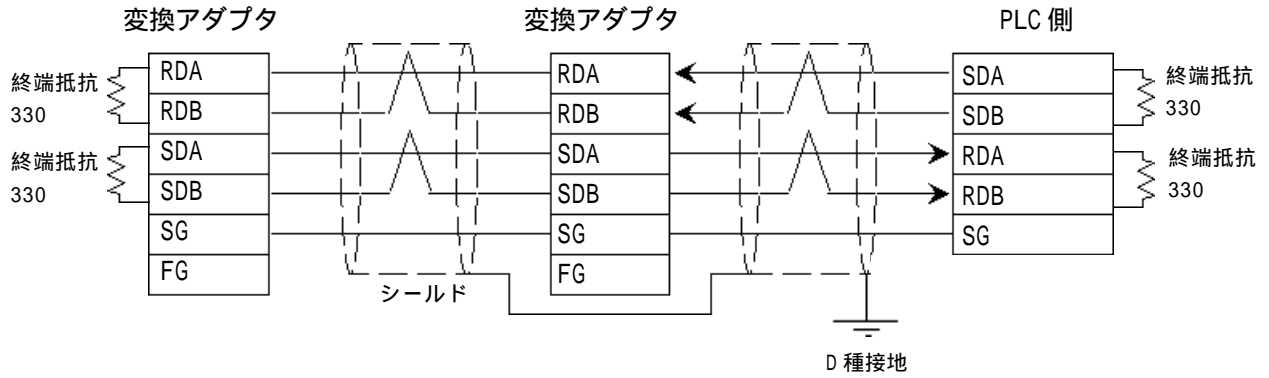 変換アダプタ
変換アダプタ
PLC 側
終端抵抗
330
終端抵抗
330
RDA
RDB
SDA
SDB
SG
FG
シールド
RDA
RDB
SDA
SDB
SG
FG
SDA
SDB
RDA
RDB
SG
終端抵抗
330
終端抵抗
330
D 種接地